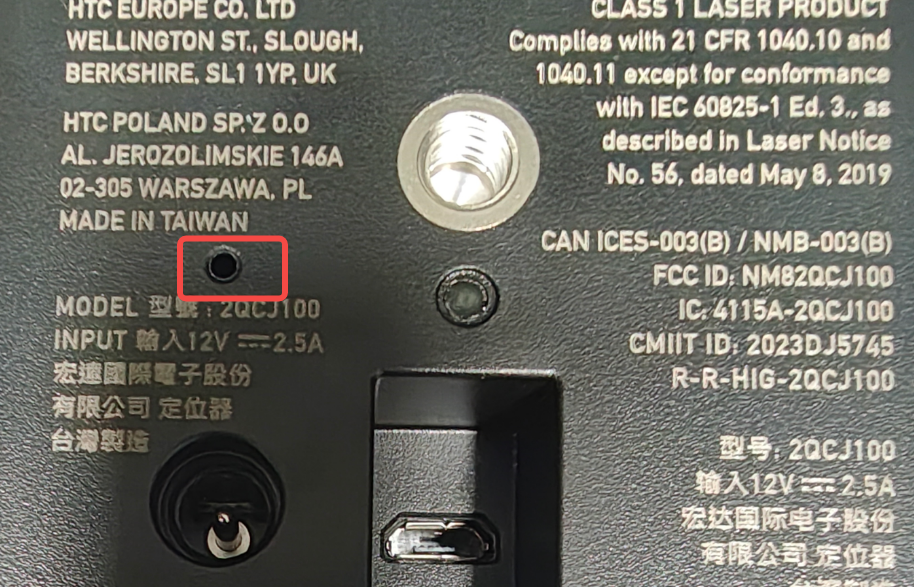 HTC EUROPE CO. LTD
WELLINGTON ST., SLOUGH,
BERKSHIRE, SL1 1YP, UK
HTC POLAND SP. Z O.O
AL. JEROZOLIMSKIE 146A
02-305 WARSZAWA, PL
MADE IN TAIWAN
MODEL 型號 : 2QCJ100
INPUT 輸入12V ⎓ 2.5A
宏達國際電子股份
有限公司 定位器
台灣製造
CLASS 1 LASER PRODUCT
Complies with 21 CFR 1040.10 and
1040.11 except for conformance
with IEC 60825-1 Ed. 3., as
described in Laser Notice
No. 56, dated May 8, 2019
CAN ICES-003(B) / NMB-003(B)
FCC ID: NM82QCJ100
IC: 4115A-2QCJ100
CMIIT ID: 2023DJ5745
R-R-HIG-2QCJ100
型号: 2QCJ100
输入12V ⎓ 2.5A
宏达国际电子股份
有限公司 定位器